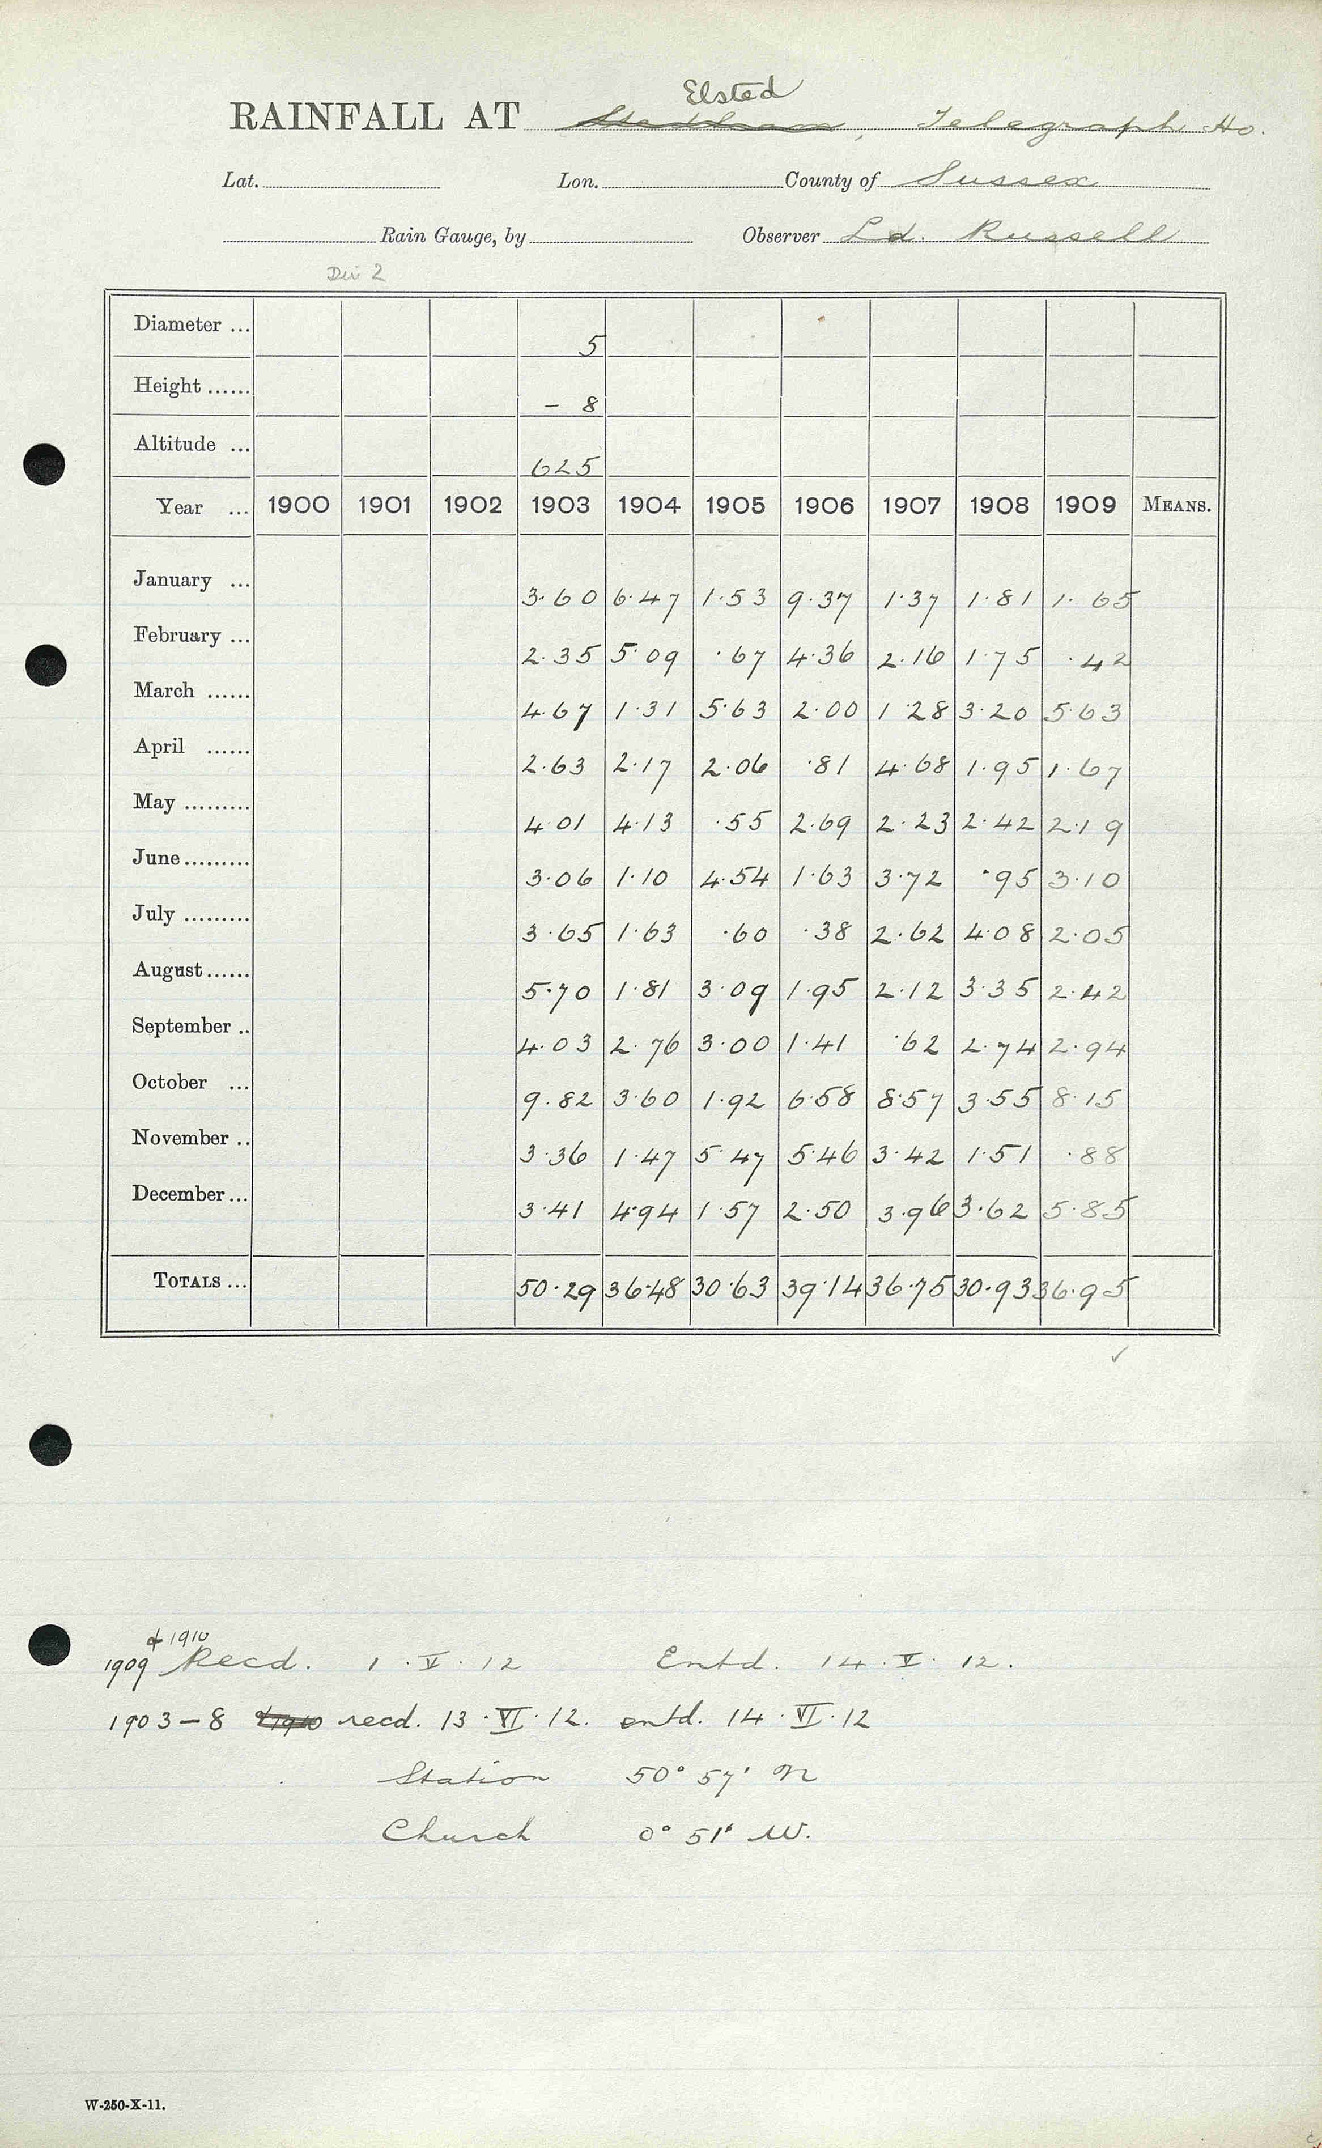 Elsted
RAINFALL AT Telegraph Ho.
Lat. Lon. County of Sussex
Rain Gauge, by Observer Ld. Russell
Div 2
Diameter ... 5
Height ...... – 8
Altitude ... 625
Year ... 1900 1901 1902 1903 1904 1905 1906 1907 1908 1909 MEANS.
January ... 3·60 6·47 1·53 9·37 1·37 1·81 1·65
February ... 2·35 5·09 ·67 4·36 2·16 1·75 ·42
March ...... 4·67 1·31 5·63 2·00 1·28 3·20 5·63
April ...... 2·63 2·17 2·06 ·81 4·68 1·95 1·67
May ......... 4·01 4·13 ·55 2·69 2·23 2·42 2·19
June ......... 3·06 1·10 4·54 1·63 3·72 ·95 3·10
July ......... 3·65 1·63 ·60 ·38 2·62 4·08 2·05
August ...... 5·70 1·81 3·09 1·95 2·12 3·35 2·42
September .. 4·03 2·76 3·00 1·41 ·62 2·74 2·94
October ... 9·82 3·60 1·92 6·58 8·57 3·55 8·15
November .. 3·36 1·47 5·47 5·46 3·42 1·51 ·88
December ... 3·41 4·94 1·57 2·50 3·96 3·62 5·85
TOTALS ... 50·29 36·48 30·63 39·14 36·75 30·93 36·95
✓
& 1910
1909 Recd. 1·V·12 Entd. 14·V·12.
1903–8 & 1910 recd. 13·VI·12. entd. 14·VI·12
Station 50° 57' N
Church 0° 51' W.
W-250-X-11.